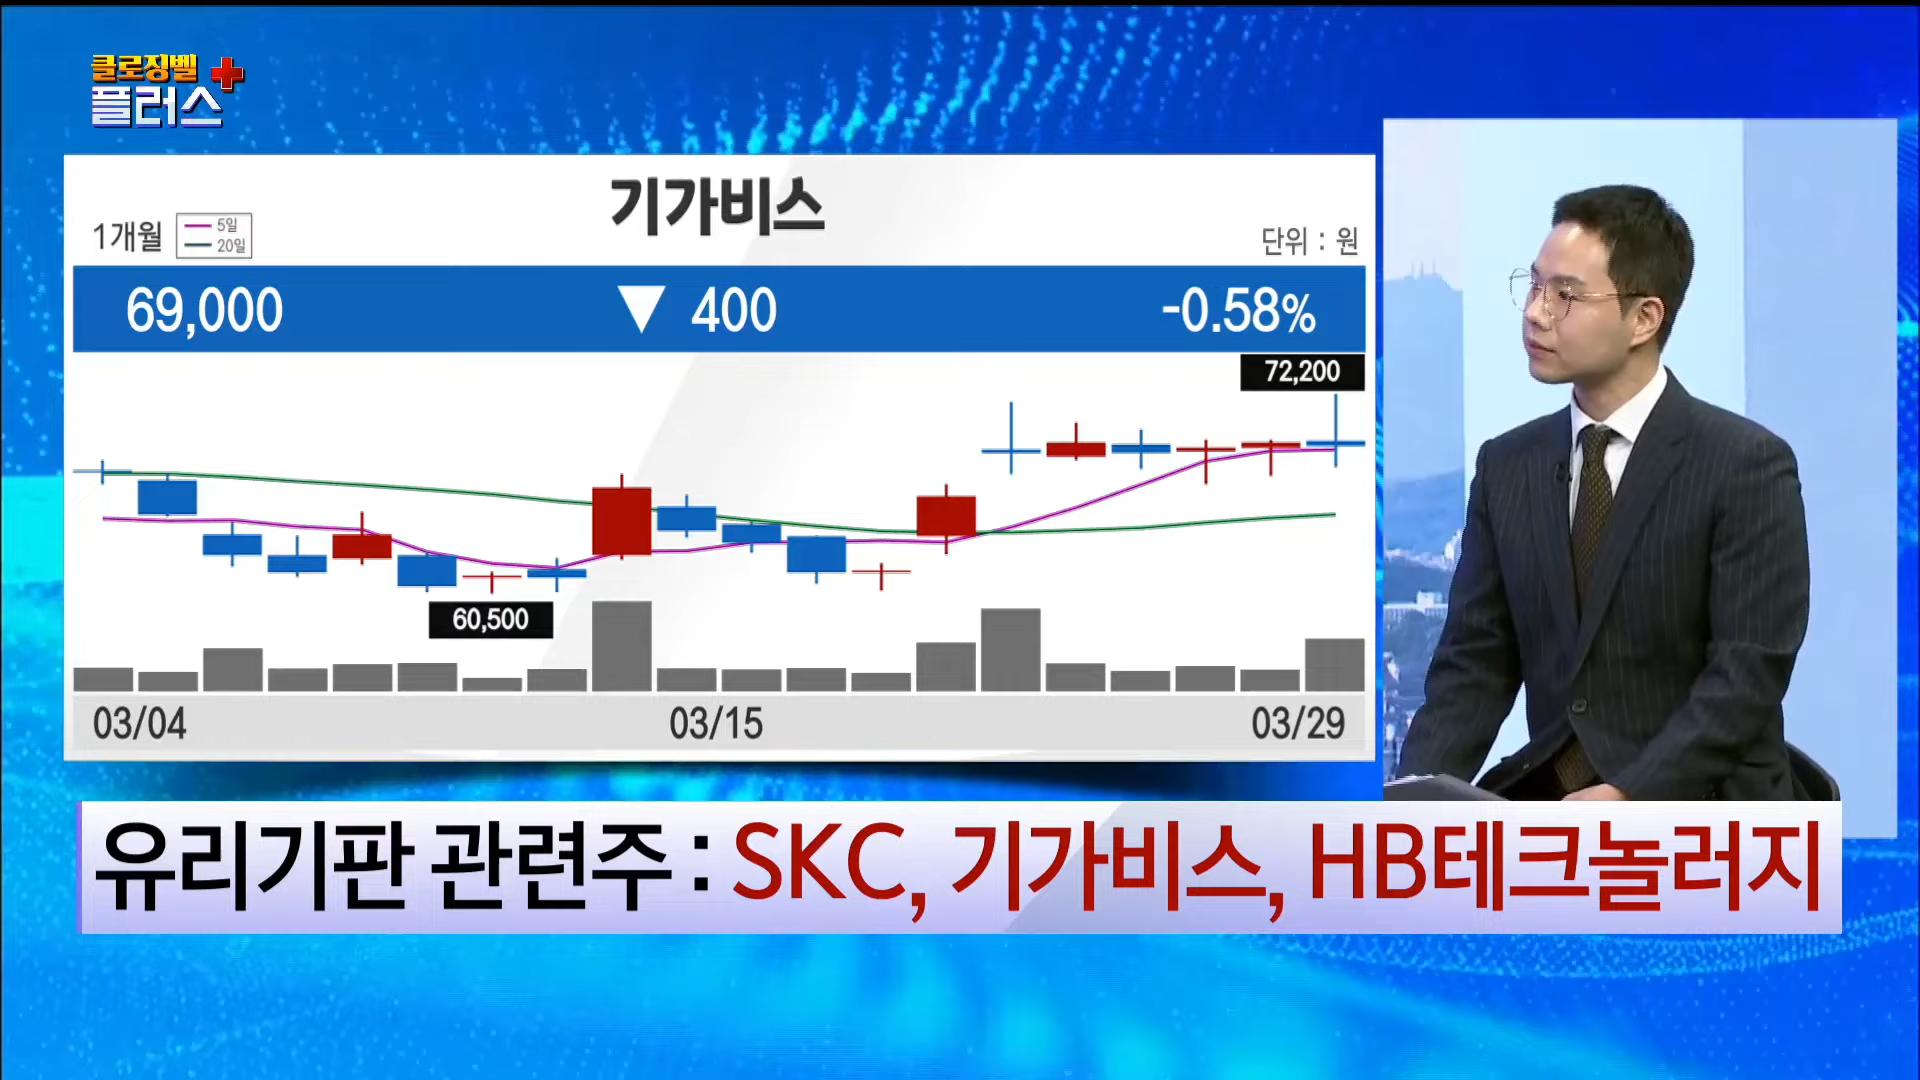 클로징벨
플러스
기가비스
1개월
5일
20일
단위 : 원
69,000 ▼ 400 -0.58%
72,200
60,500
03/04 03/15 03/29
유리기판 관련주 : SKC, 기가비스, HB테크놀러지